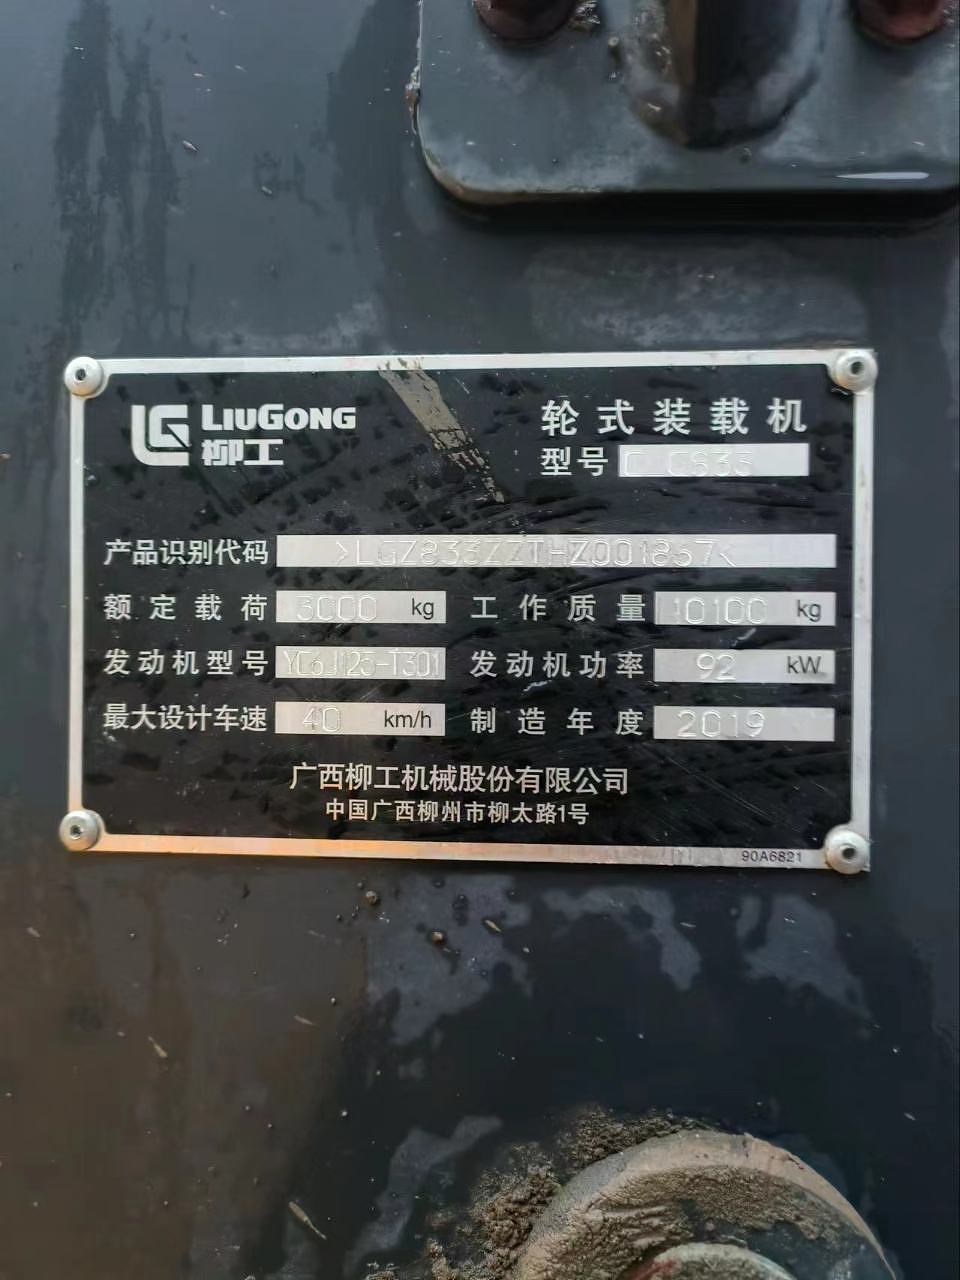 LG LIUGONG 柳工
轮式装载机
型号
产品识别代码
额定载荷 3000 kg 工作质量 10100 kg
发动机型号 YC6J125-T301 发动机功率 92 kW
最大设计车速 40 km/h 制造年度 2019
广西柳工机械股份有限公司
中国广西柳州市柳太路1号
90A6821